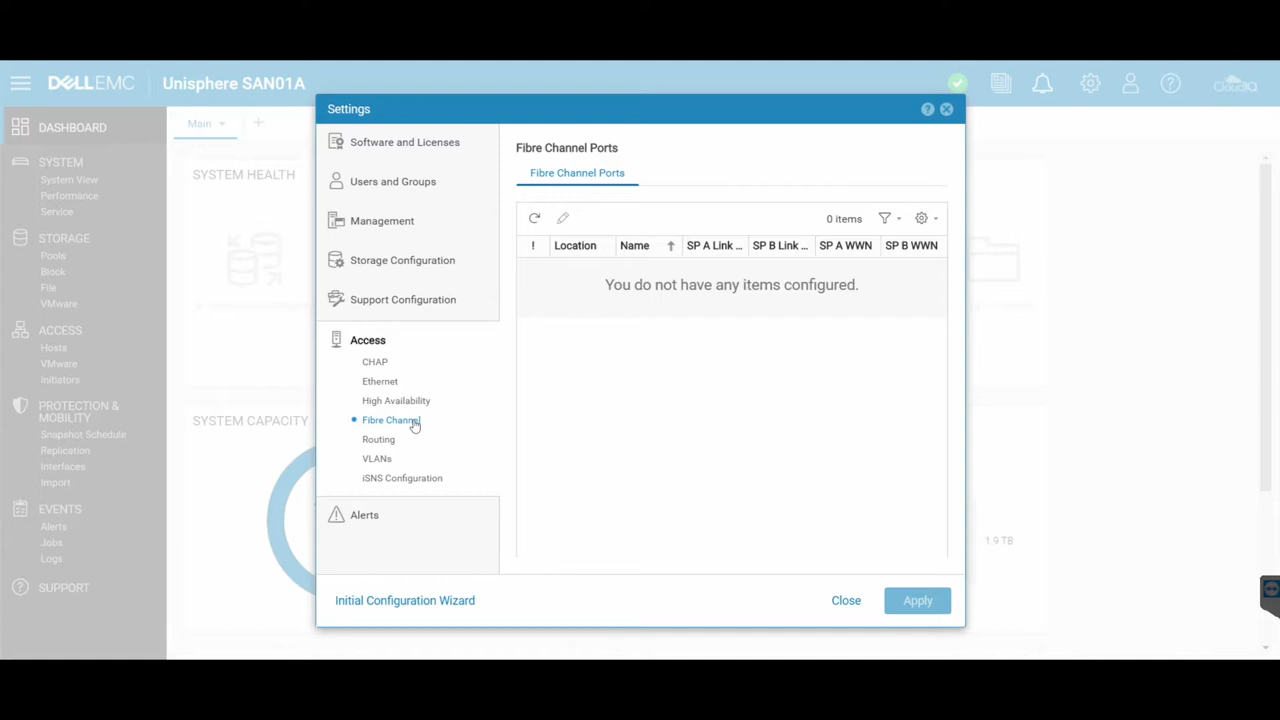 DELLEMC
Unisphere SAN01A
CloudIQ
DASHBOARD
SYSTEM
System View
Performance
Service
STORAGE
Pools
Block
File
VMware
ACCESS
Hosts
VMware
Initiators
PROTECTION &
MOBILITY
Snapshot Schedule
Replication
Interfaces
Import
EVENTS
Alerts
Jobs
Logs
SUPPORT
Main
SYSTEM HEALTH
SYSTEM CAPACITY
1.9 TB
Settings
Software and Licenses
Users and Groups
Management
Storage Configuration
Support Configuration
Access
CHAP
Ethernet
High Availability
Fibre Channel
Routing
VLANs
iSNS Configuration
Alerts
Fibre Channel Ports
Fibre Channel Ports
0 items
! Location Name SP A Link ... SP B Link ... SP A WWN SP B WWN
You do not have any items configured.
Initial Configuration Wizard
Close
Apply